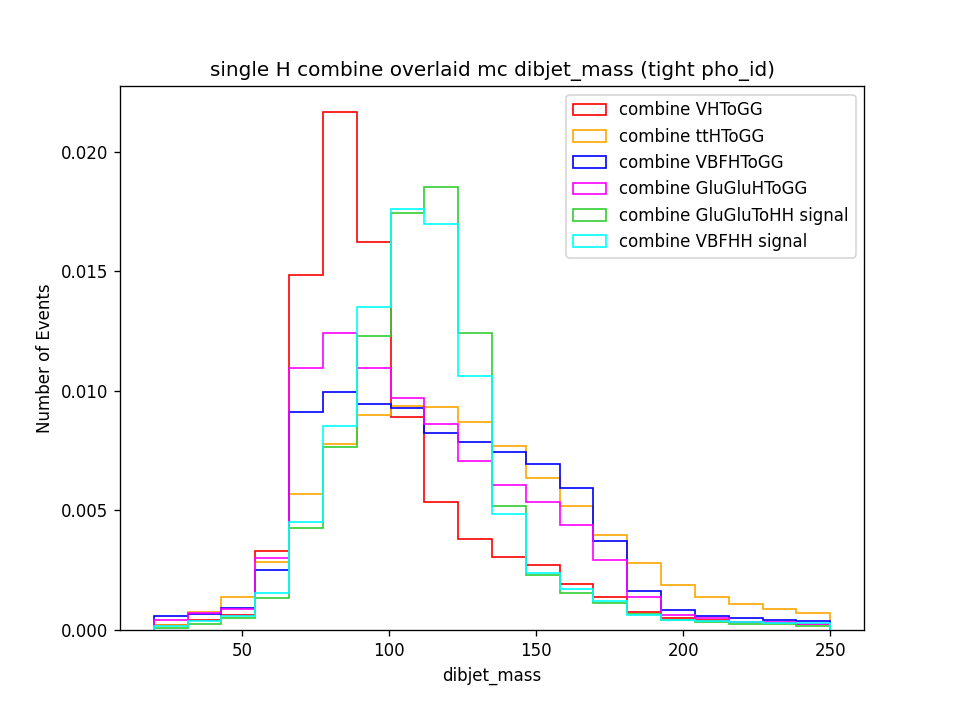 single H combine overlaid mc dibjet_mass (tight pho_id)
combine VHToGG
combine ttHToGG
combine VBFHToGG
combine GluGluHToGG
combine GluGluToHH signal
combine VBFHH signal
Number of Events
0.020
0.015
0.010
0.005
0.000
50
100
150
200
250
dibjet_mass